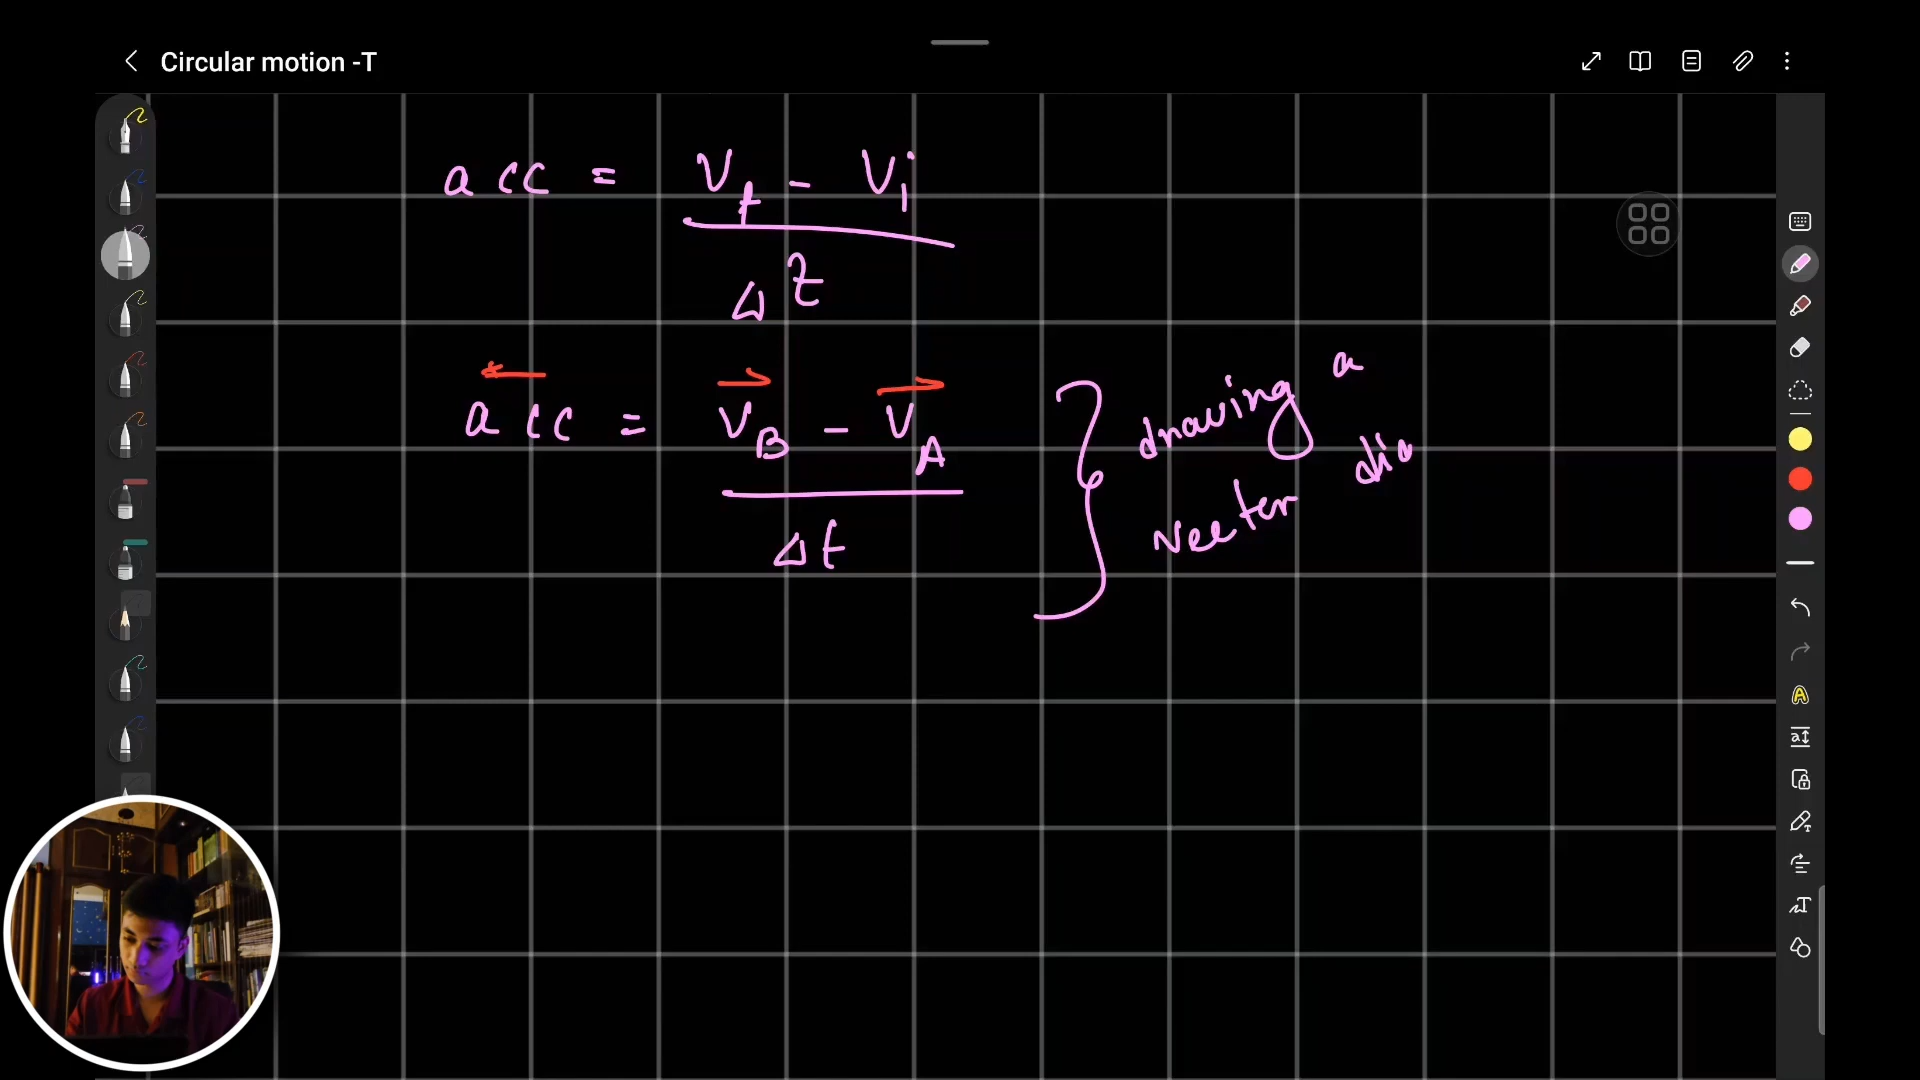 Circular motion -T
acc = Vf - Vi
Δt
acc = VB - VA
Δt
drawing a
vector dia